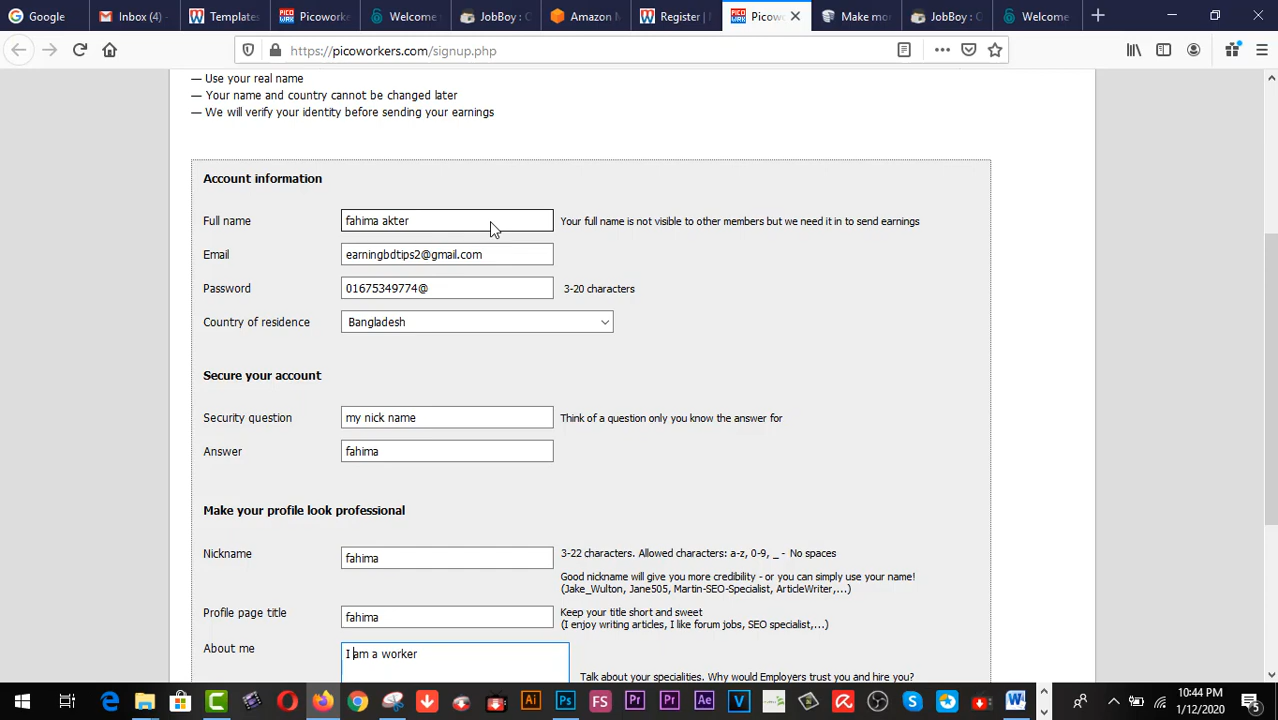 Google
Inbox (4)
Templates
Picoworke
Welcome
JobBoy : C
Amazon M
Register |
Picowork
Make mo
JobBoy : C
Welcome
https://picoworkers.com/signup.php
— Use your real name
— Your name and country cannot be changed later
— We will verify your identity before sending your earnings
Account information
Full name
fahima akter
Your full name is not visible to other members but we need it in to send earnings
Email
earningbdtips2@gmail.com
Password
01675349774@
3-20 characters
Country of residence
Bangladesh
Secure your account
Security question
my nick name
Think of a question only you know the answer for
Answer
fahima
Make your profile look professional
Nickname
fahima
3-22 characters. Allowed characters: a-z, 0-9, _ - No spaces
Good nickname will give you more credibility - or you can simply use your name!
(Jake_Wulton, Jane505, Martin-SEO-Specialist, ArticleWriter,...)
Profile page title
fahima
Keep your title short and sweet
(I enjoy writing articles, I like forum jobs, SEO specialist,...)
About me
I am a worker
Talk about your specialities. Why would Employers trust you and hire you?
10:44 PM
1/12/2020